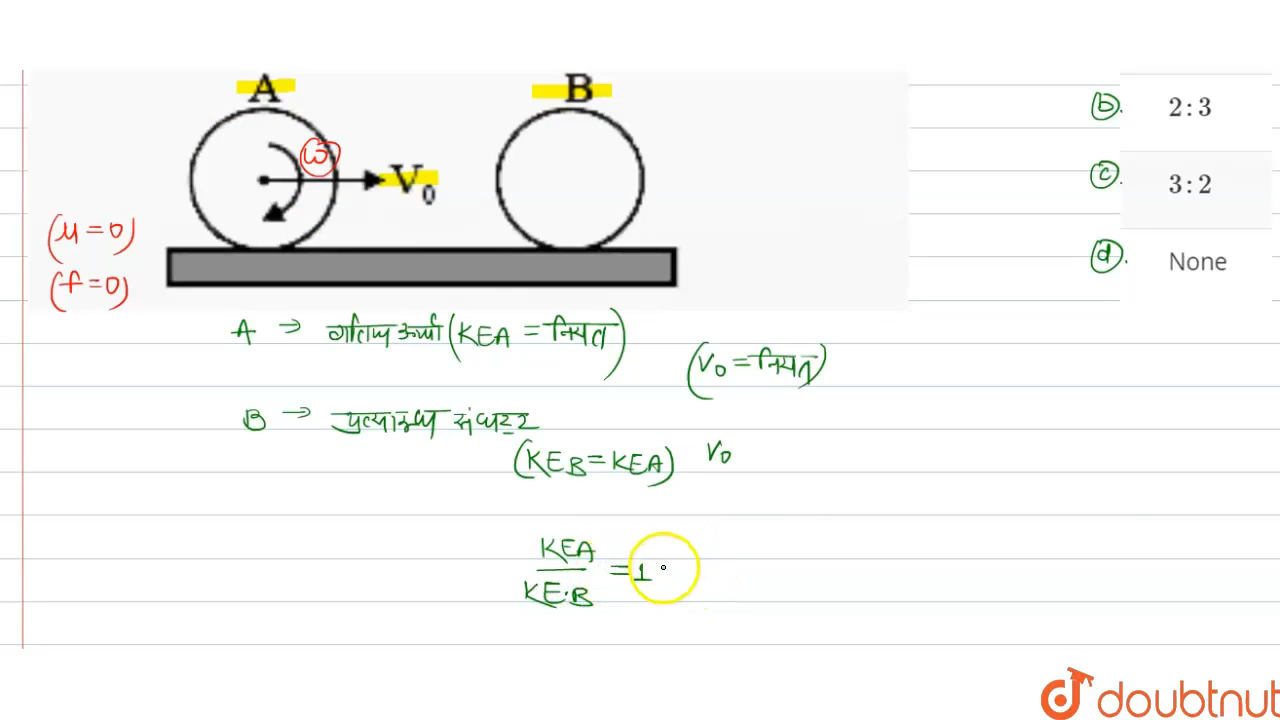 A B
ω V₀
(μ=0)
(f=0)
(b). 2 : 3
(c). 3 : 2
(d). None
A → गतिज ऊर्जा (KEA = नियत)
(V₀ = नियत)
B → प्रत्यास्थ संघट्ट
(KEB = KEA) V₀
KEA
KE.B
= 1
doubtnut